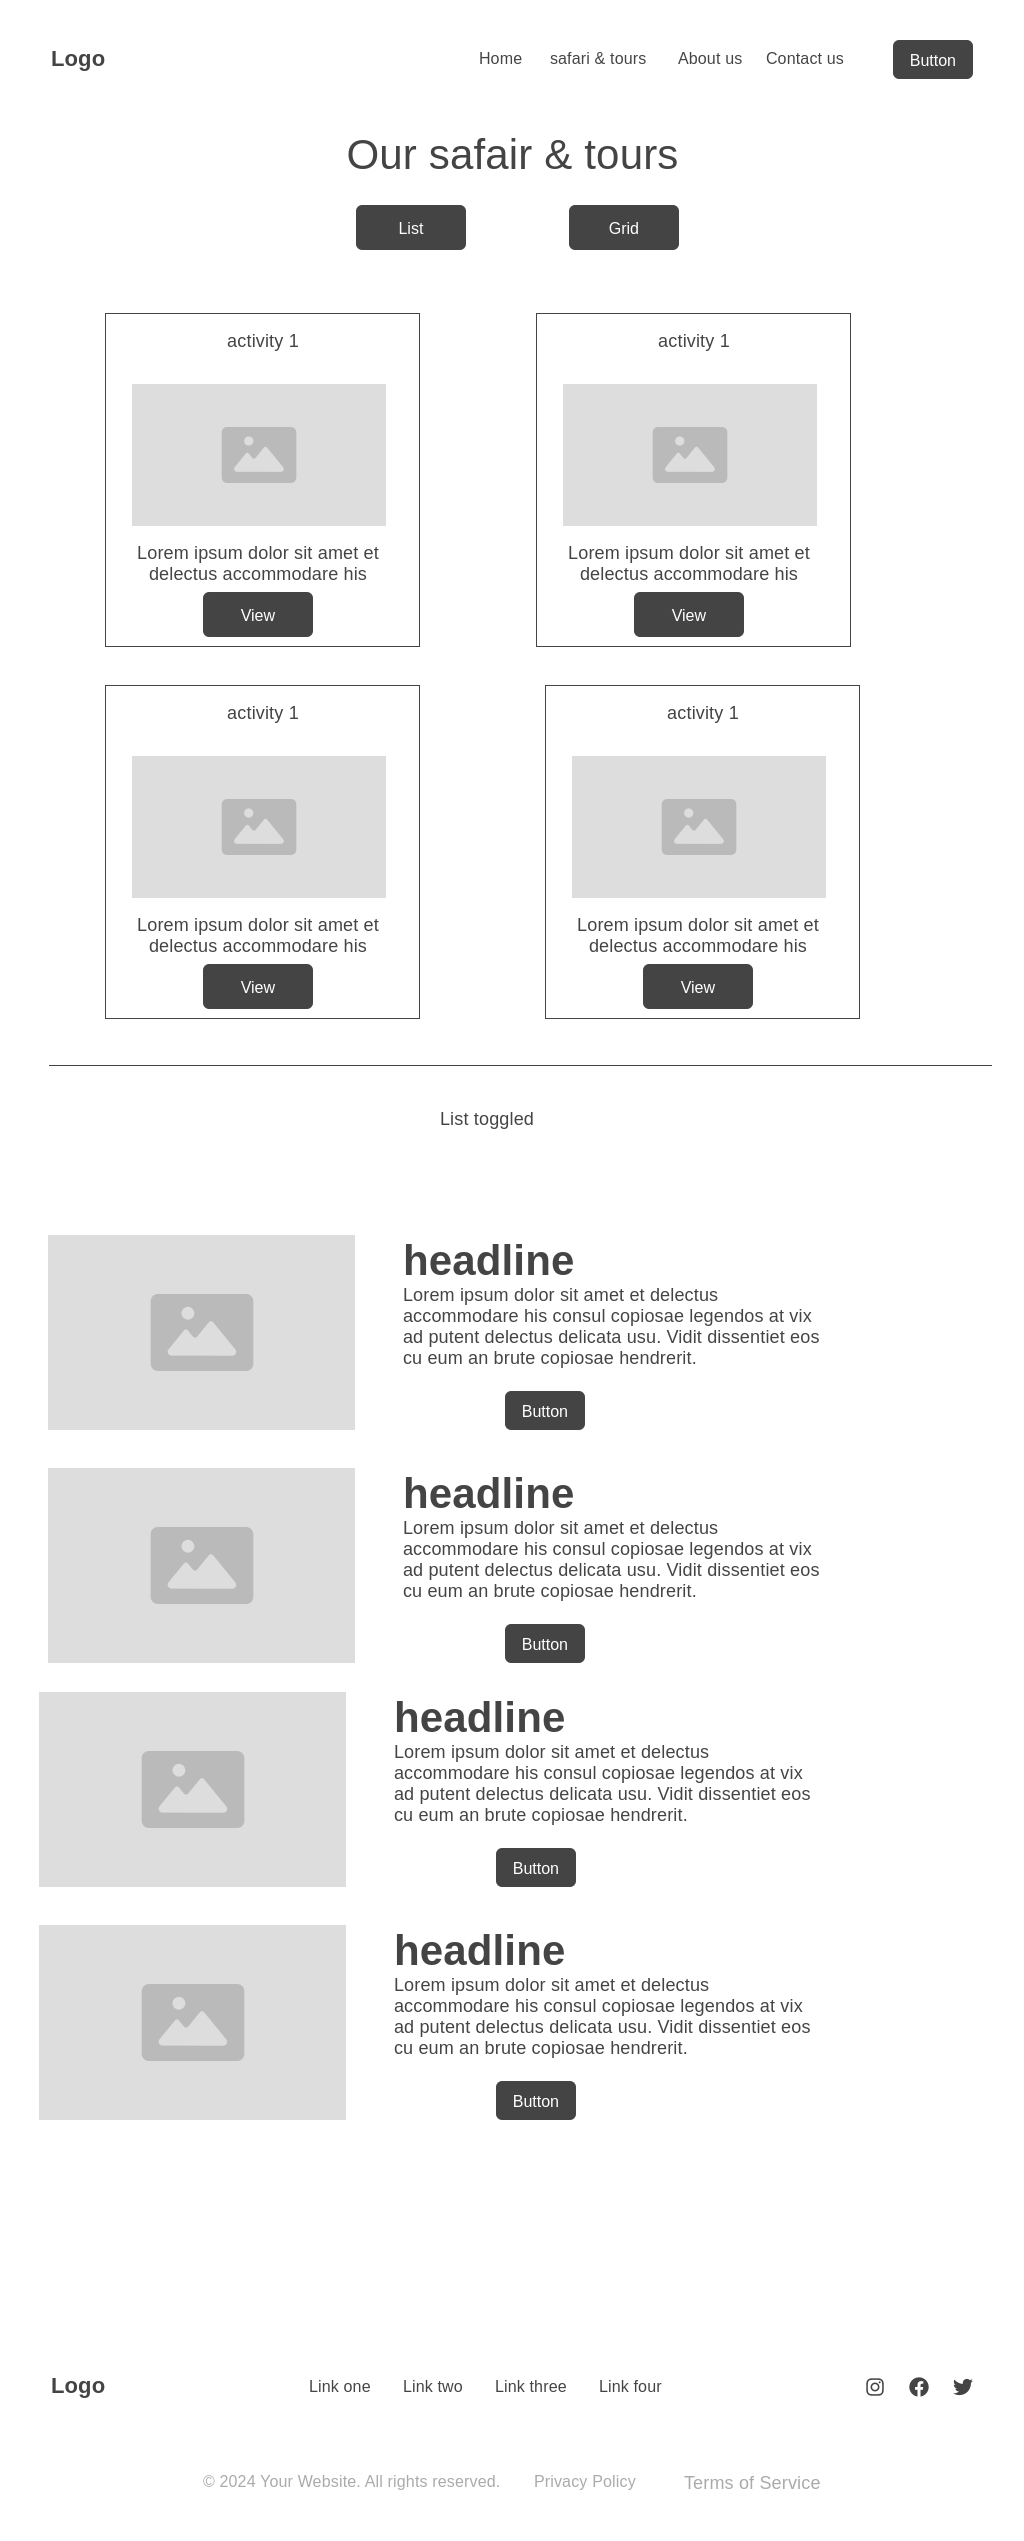 Logo
Home safari & tours About us Contact us Button
Our safair & tours
List Grid
activity 1
Lorem ipsum dolor sit amet et
delectus accommodare his
View
activity 1
Lorem ipsum dolor sit amet et
delectus accommodare his
View
activity 1
Lorem ipsum dolor sit amet et
delectus accommodare his
View
activity 1
Lorem ipsum dolor sit amet et
delectus accommodare his
View
List toggled
headline
Lorem ipsum dolor sit amet et delectus
accommodare his consul copiosae legendos at vix
ad putent delectus delicata usu. Vidit dissentiet eos
cu eum an brute copiosae hendrerit.
Button
headline
Lorem ipsum dolor sit amet et delectus
accommodare his consul copiosae legendos at vix
ad putent delectus delicata usu. Vidit dissentiet eos
cu eum an brute copiosae hendrerit.
Button
headline
Lorem ipsum dolor sit amet et delectus
accommodare his consul copiosae legendos at vix
ad putent delectus delicata usu. Vidit dissentiet eos
cu eum an brute copiosae hendrerit.
Button
headline
Lorem ipsum dolor sit amet et delectus
accommodare his consul copiosae legendos at vix
ad putent delectus delicata usu. Vidit dissentiet eos
cu eum an brute copiosae hendrerit.
Button
Logo
Link one Link two Link three Link four
© 2024 Your Website. All rights reserved. Privacy Policy Terms of Service